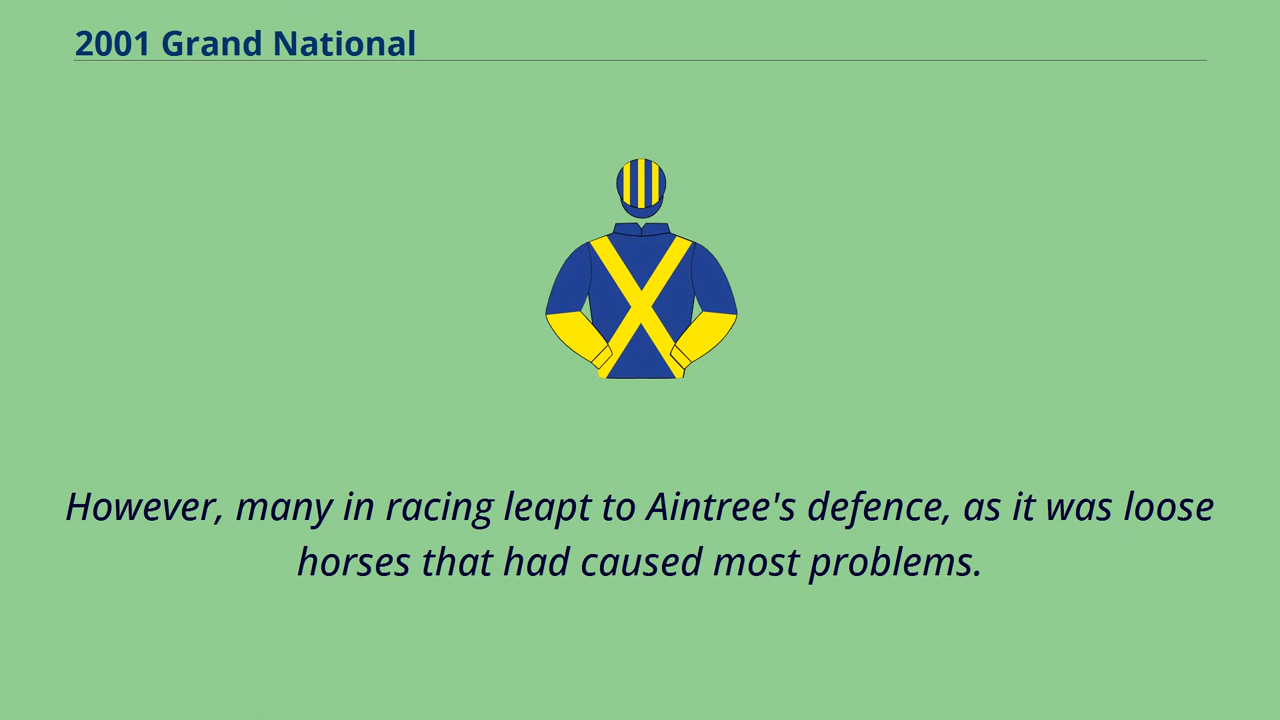 2001 Grand National
However, many in racing leapt to Aintree's defence, as it was loose
horses that had caused most problems.